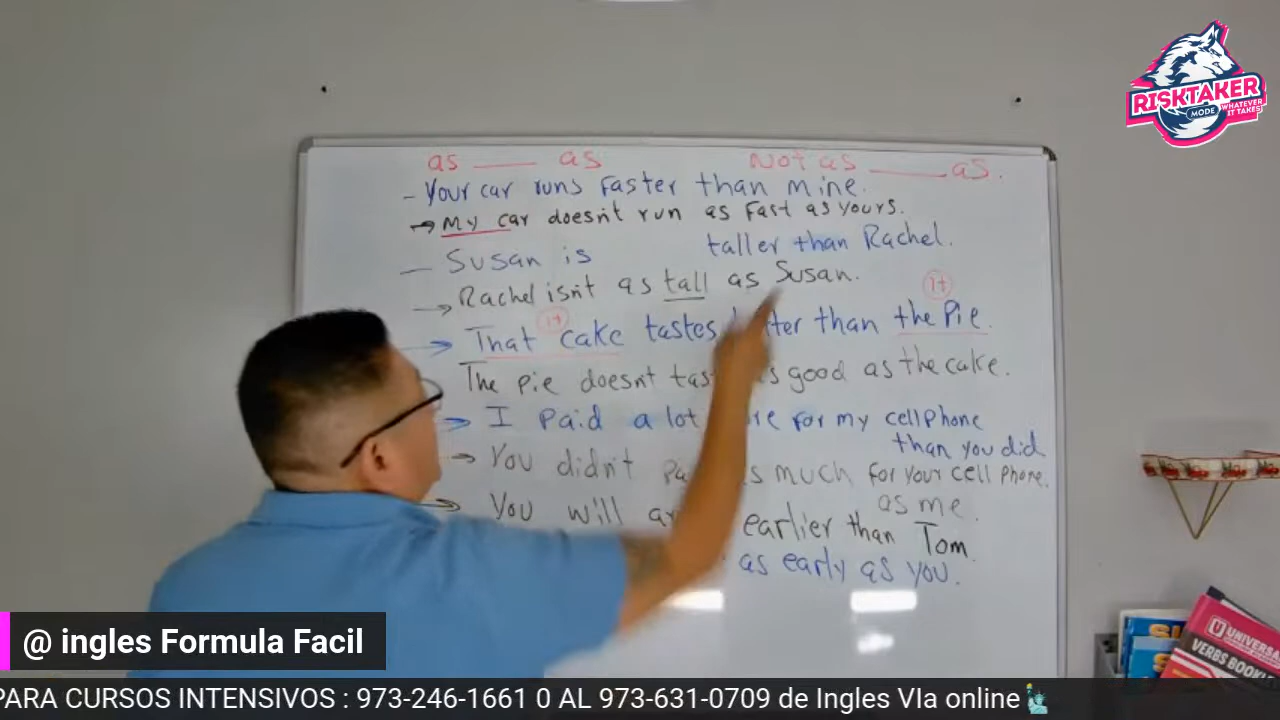 RISKTAKER
MODE WHATEVER IT TAKES
as ____ as Not as ____ as.
- Your car runs faster than mine.
→ My car doesn't run as fast as yours.
- Susan is taller than Rachel.
→ Rachel isn't as tall as Susan.
it it
→ That cake tastes than the Pie.
The pie doesn't good as the cake.
→ I paid a lot for my cellphone
than you did
→ You didn't much for your cell phone.
as me.
→ You will earlier than Tom
as early as you.
@ ingles Formula Facil
UNIVERSAL
VERBS BOOKLE
PARA CURSOS INTENSIVOS : 973-246-1661 0 AL 973-631-0709 de Ingles VIa online🗽